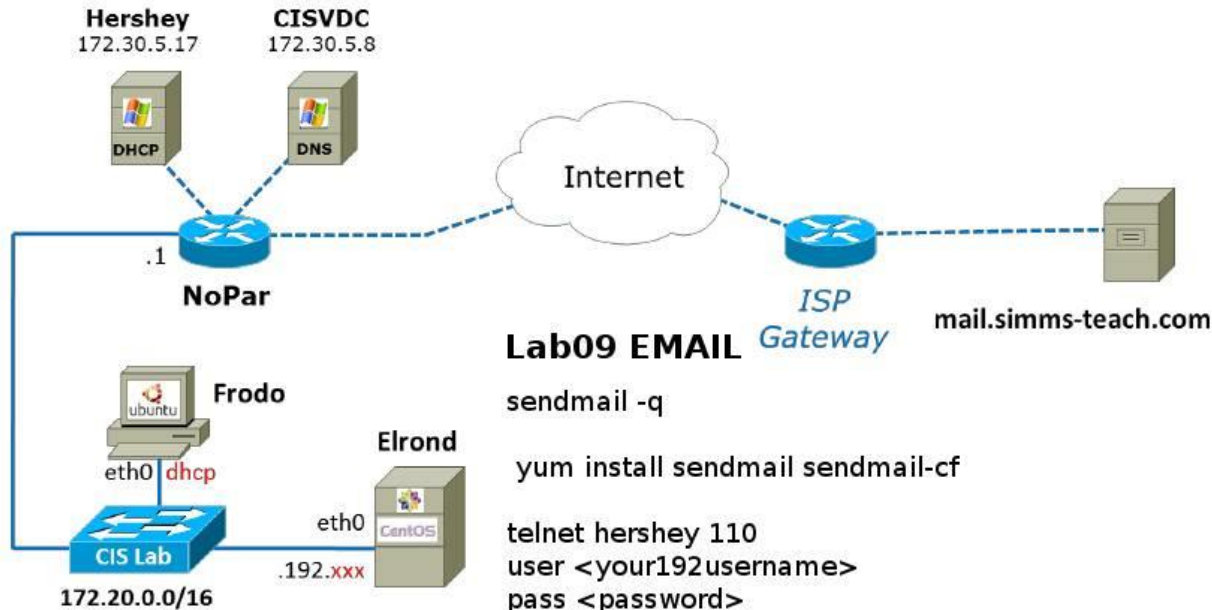 Hershey
172.30.5.17
CISVDC
172.30.5.8
DHCP
DNS
Internet
.1
NoPar
ISP
Gateway
mail.simms-teach.com
Lab09 EMAIL
sendmail -q
yum install sendmail sendmail-cf
telnet hershey 110
user <your192username>
pass <password>
ubuntu
Frodo
eth0 dhcp
Elrond
CentOS
eth0
.192.xxx
CIS Lab
172.20.0.0/16